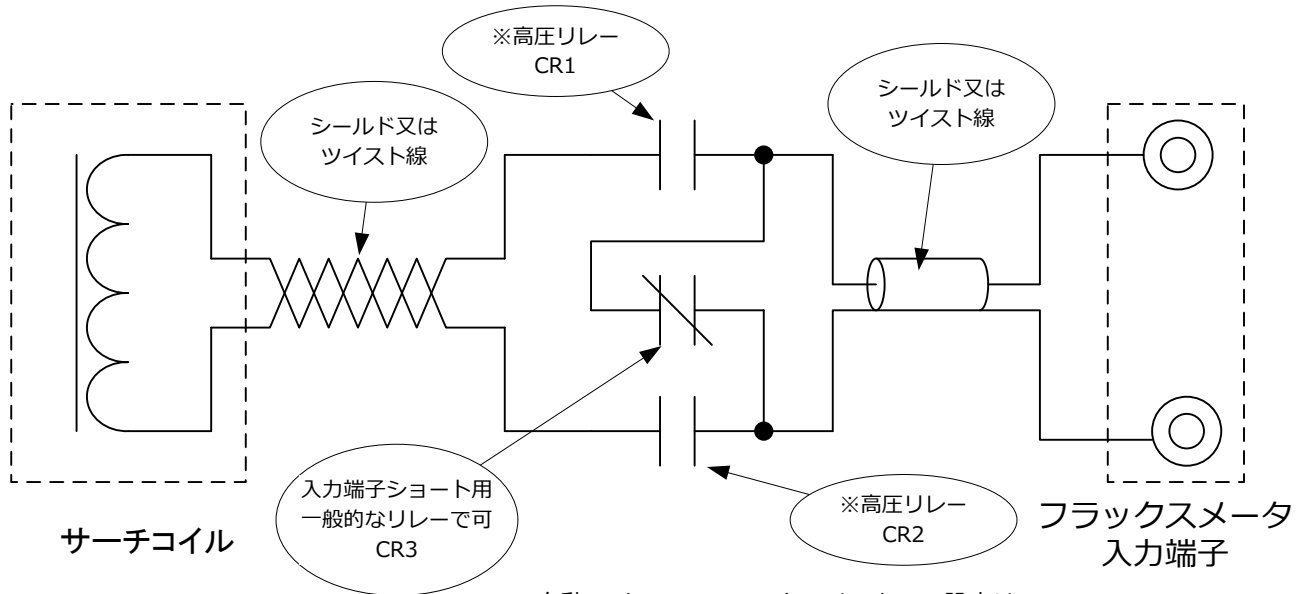 ※高圧リレー
CR1
シールド又は
ツイスト線
シールド又は
ツイスト線
入力端子ショート用
一般的なリレーで可
CR3
※高圧リレー
CR2
サーチコイル
フラックスメータ
入力端子